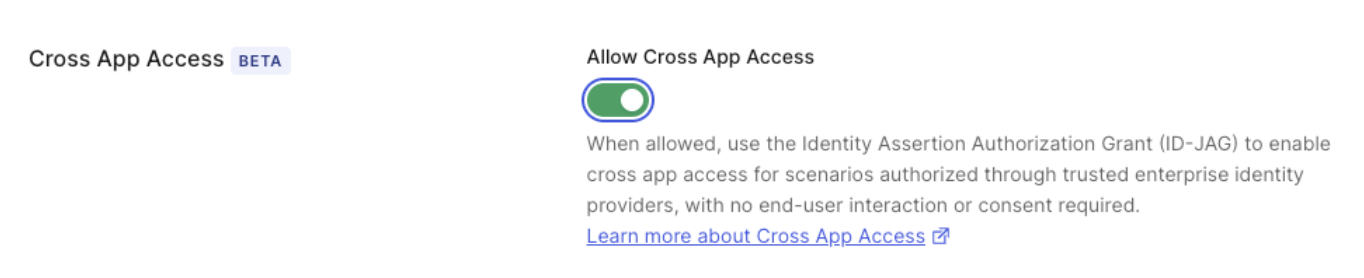 Cross App Access BETA
Allow Cross App Access
When allowed, use the Identity Assertion Authorization Grant (ID-JAG) to enable
cross app access for scenarios authorized through trusted enterprise identity
providers, with no end-user interaction or consent required.
Learn more about Cross App Access